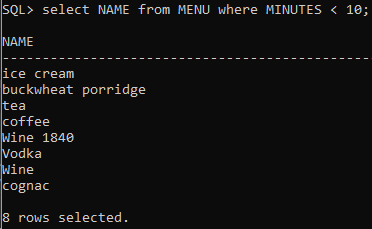 SQL> select NAME from MENU where MINUTES < 10;
NAME
--------------------------------------------------
ice cream
buckwheat porridge
tea
coffee
Wine 1840
Vodka
Wine
cognac
8 rows selected.